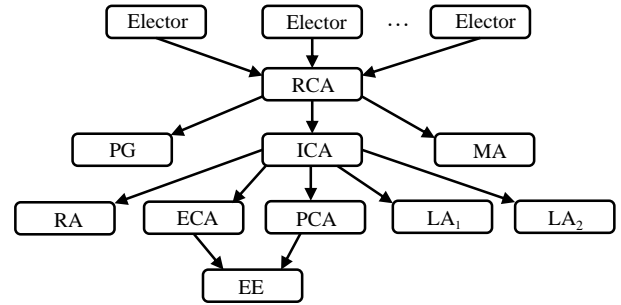 Elector Elector ... Elector
RCA
PG ICA MA
RA ECA PCA LA₁ LA₂
EE